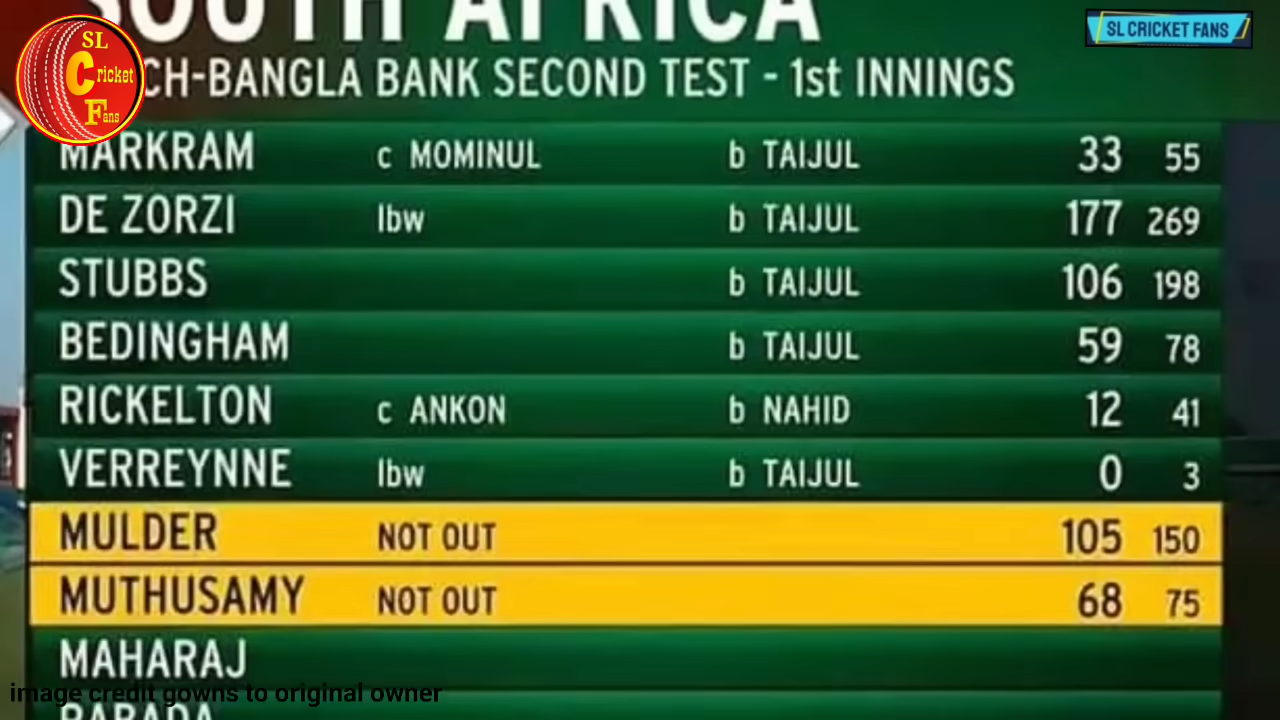 SOUTH AFRICA
SL CRICKET FANS
SL
Cricket
Fans
CH-BANGLA BANK SECOND TEST - 1st INNINGS
MARKRAM c MOMINUL b TAIJUL 33 55
DE ZORZI lbw b TAIJUL 177 269
STUBBS b TAIJUL 106 198
BEDINGHAM b TAIJUL 59 78
RICKELTON c ANKON b NAHID 12 41
VERREYNNE lbw b TAIJUL 0 3
MULDER NOT OUT 105 150
MUTHUSAMY NOT OUT 68 75
MAHARAJ
image credit gowns to original owner
RABADA